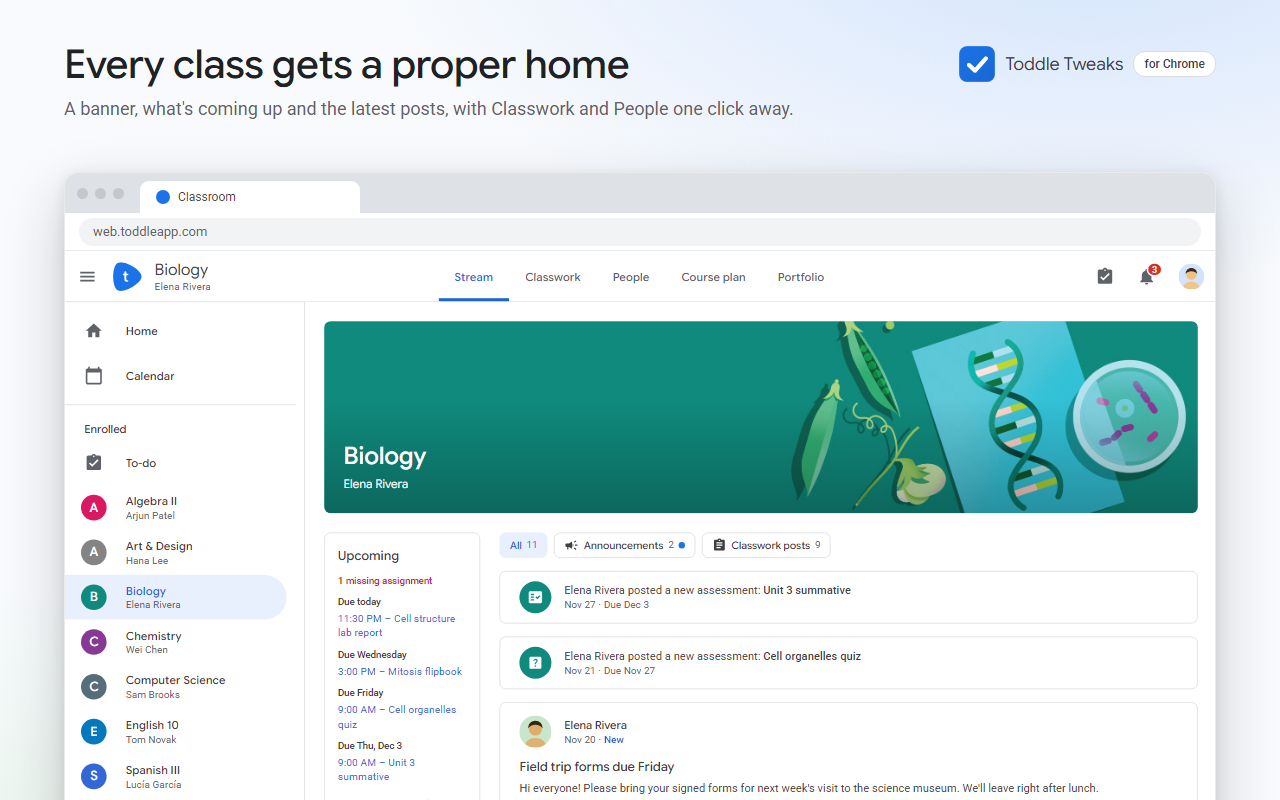 Every class gets a proper home
Toddle Tweaks
for Chrome
A banner, what's coming up and the latest posts, with Classwork and People one click away.
Classroom
web.toddleapp.com
t
Biology
Elena Rivera
Stream
Classwork
People
Course plan
Portfolio
3
Home
Calendar
Enrolled
To-do
A
Algebra II
Arjun Patel
A
Art & Design
Hana Lee
B
Biology
Elena Rivera
C
Chemistry
Wei Chen
C
Computer Science
Sam Brooks
E
English 10
Tom Novak
S
Spanish III
Lucía García
Biology
Elena Rivera
Upcoming
1 missing assignment
Due today
11:30 PM – Cell structure
lab report
Due Wednesday
3:00 PM – Mitosis flipbook
Due Friday
9:00 AM – Cell organelles
quiz
Due Thu, Dec 3
9:00 AM – Unit 3
summative
All 11
Announcements 2
Classwork posts 9
Elena Rivera posted a new assessment: Unit 3 summative
Nov 27 · Due Dec 3
Elena Rivera posted a new assessment: Cell organelles quiz
Nov 21 · Due Nov 27
Elena Rivera
Nov 20 · New
Field trip forms due Friday
Hi everyone! Please bring your signed forms for next week's visit to the science museum. We'll leave right after lunch.